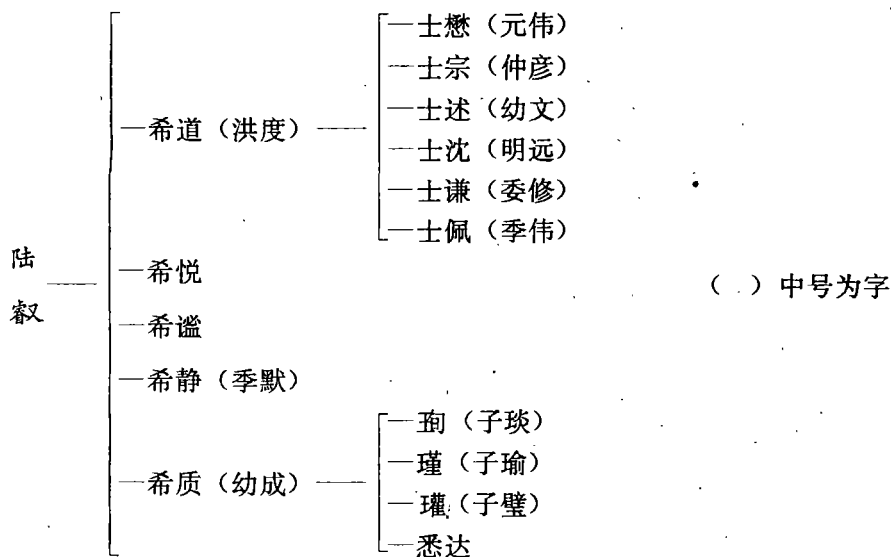 陆叡
希道（洪度）
士懋（元伟）
士宗（仲彦）
士述（幼文）
士沈（明远）
士谦（委修）
士佩（季伟）
希悦
希谧
希静（季默）
希质（幼成）
珣（子琰）
瑾（子瑜）
瓘（子璧）
悉达
（ ）中号为字